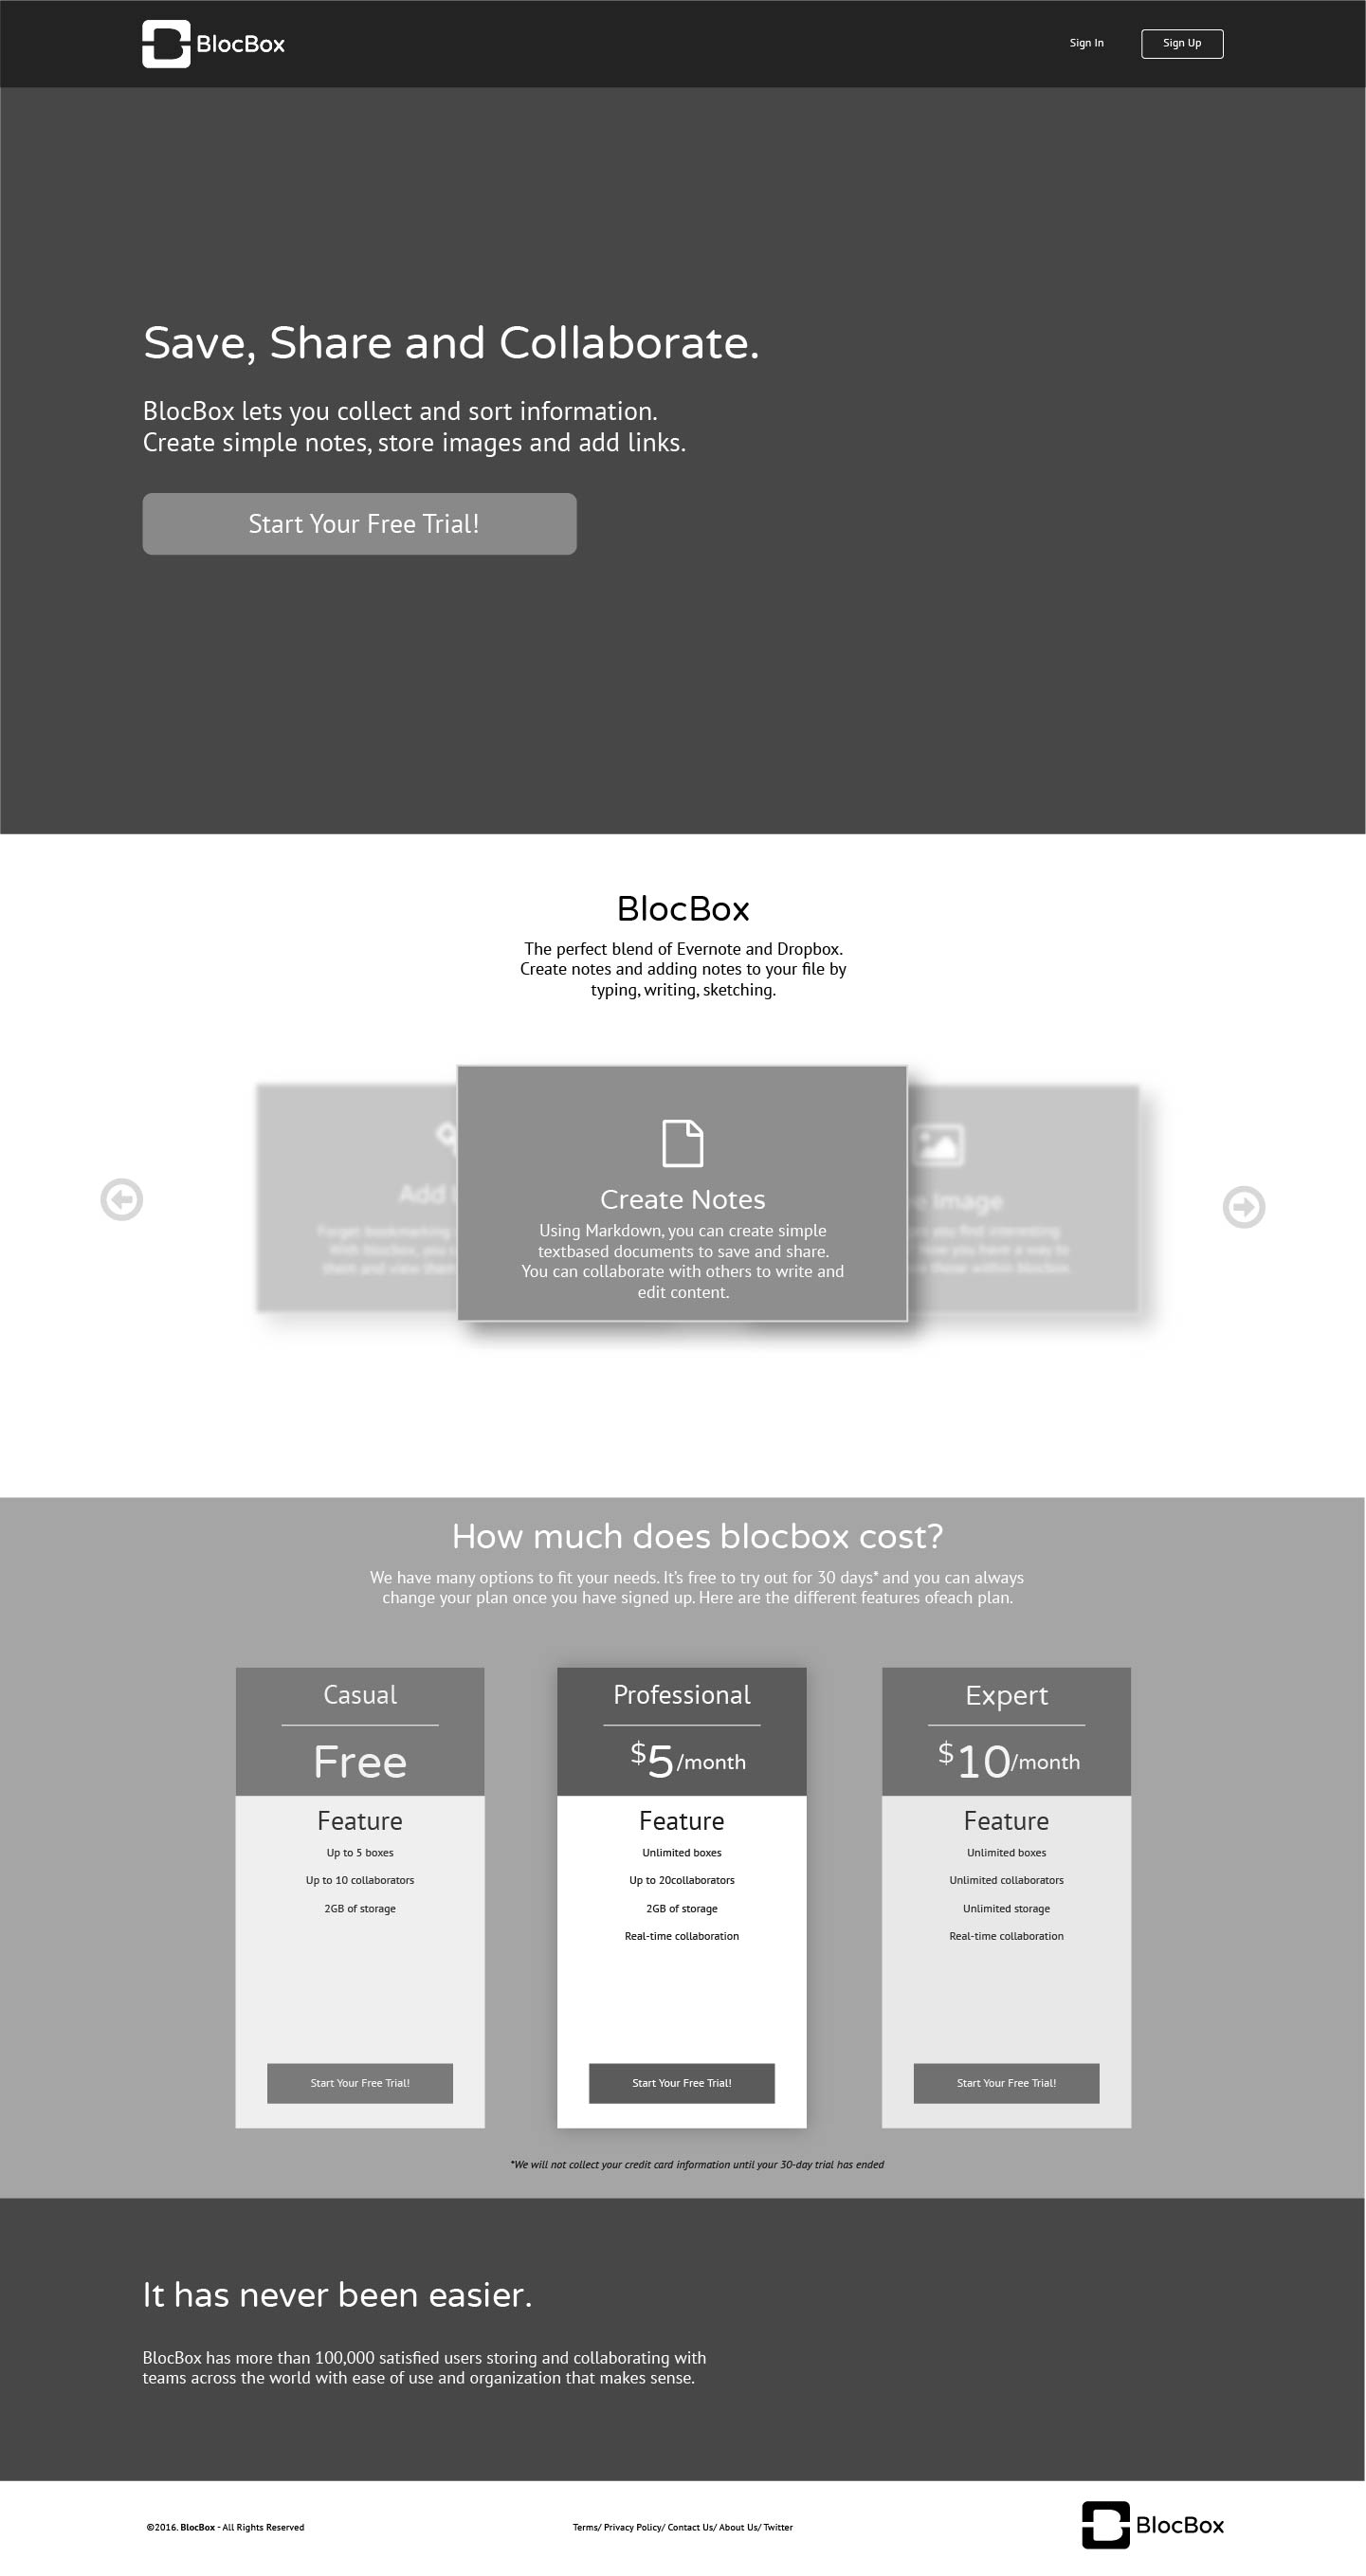 BlocBox
Sign In
Sign Up
Save, Share and Collaborate.
BlocBox lets you collect and sort information.
Create simple notes, store images and add links.
Start Your Free Trial!
BlocBox
The perfect blend of Evernote and Dropbox.
Create notes and adding notes to your file by
typing, writing, sketching.
Add
Forget bookmarking
With blocbox, you
them and view them
Create Notes
Using Markdown, you can create simple
textbased documents to save and share.
You can collaborate with others to write and
edit content.
Image
you find interesting
Now you have a way to
those within blocbox
How much does blocbox cost?
We have many options to fit your needs. It’s free to try out for 30 days* and you can always
change your plan once you have signed up. Here are the different features ofeach plan.
Casual
Free
Feature
Up to 5 boxes
Up to 10 collaborators
2GB of storage
Start Your Free Trial!
Professional
$5/month
Feature
Unlimited boxes
Up to 20collaborators
2GB of storage
Real-time collaboration
Start Your Free Trial!
Expert
$10/month
Feature
Unlimited boxes
Unlimited collaborators
Unlimited storage
Real-time collaboration
Start Your Free Trial!
*We will not collect your credit card information until your 30-day trial has ended
It has never been easier.
BlocBox has more than 100,000 satisfied users storing and collaborating with
teams across the world with ease of use and organization that makes sense.
©2016. BlocBox - All Rights Reserved
Terms/ Privacy Policy/ Contact Us/ About Us/ Twitter
BlocBox